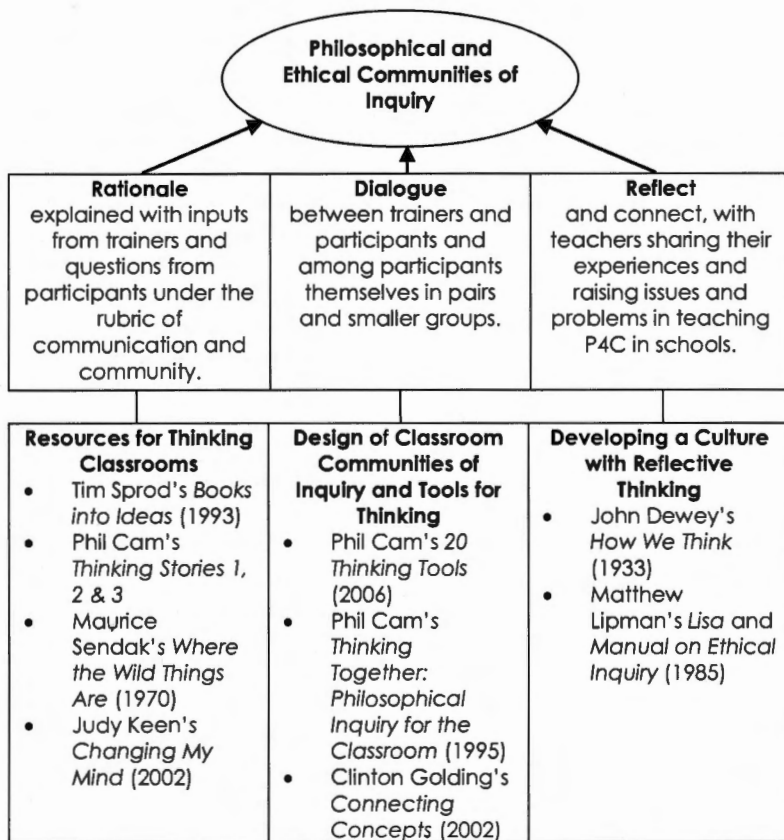 Philosophical and
Ethical Communities of
Inquiry
Rationale
explained with inputs
from trainers and
questions from
participants under the
rubric of
communication and
community.
Dialogue
between trainers and
participants and
among participants
themselves in pairs
and smaller groups.
Reflect
and connect, with
teachers sharing their
experiences and
raising issues and
problems in teaching
P4C in schools.
Resources for Thinking
Classrooms
• Tim Sprod's Books
into Ideas (1993)
• Phil Cam's
Thinking Stories 1,
2 & 3
• Maurice
Sendak's Where
the Wild Things
Are (1970)
• Judy Keen's
Changing My
Mind (2002)
Design of Classroom
Communities of
Inquiry and Tools for
Thinking
• Phil Cam's 20
Thinking Tools
(2006)
• Phil Cam's
Thinking
Together:
Philosophical
Inquiry for the
Classroom (1995)
• Clinton Golding's
Connecting
Concepts (2002)
Developing a Culture
with Reflective
Thinking
• John Dewey's
How We Think
(1933)
• Matthew
Lipman's Lisa and
Manual on Ethical
Inquiry (1985)